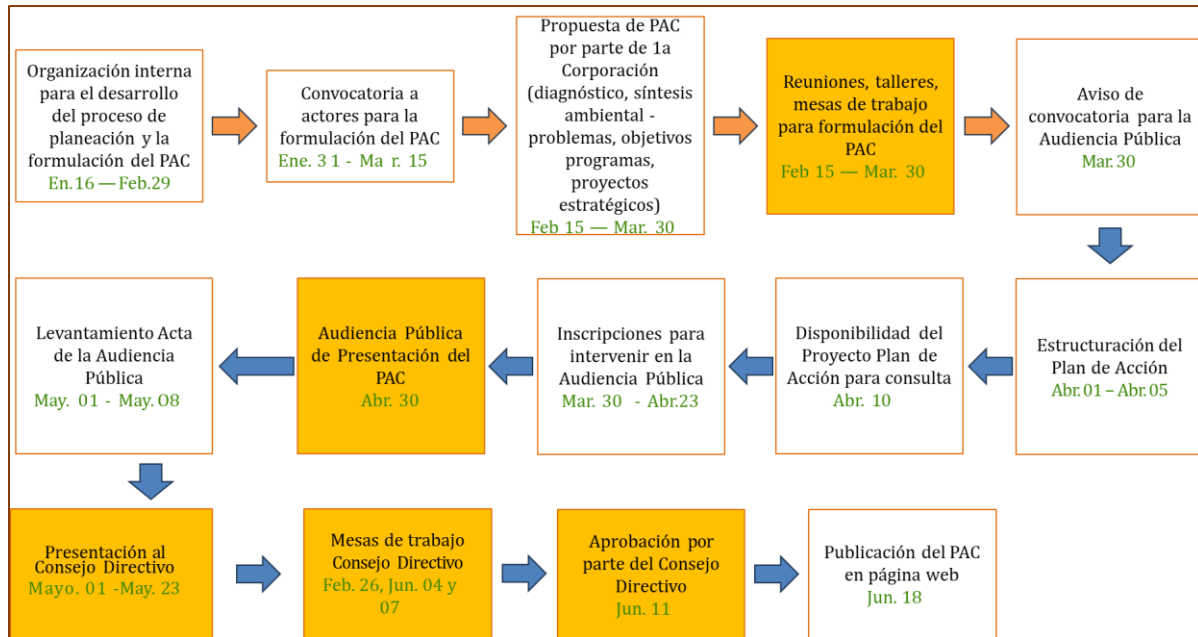 Organización interna
para el desarrollo
del proceso de
planeación y la
formulación del PAC
En.16 — Feb.29
Convocatoria a
actores para la
formulación del PAC
Ene. 3 1 - Ma r. 15
Propuesta de PAC
por parte de 1a
Corporación
(diagnóstico, síntesis
ambiental -
problemas, objetivos
programas,
proyectos
estratégicos)
Feb 15 — Mar. 30
Reuniones, talleres,
mesas de trabajo
para formulación del
PAC
Feb 15 — Mar. 30
Aviso de
convocatoria para la
Audiencia Pública
Mar. 30
Estructuración del
Plan de Acción
Abr. 01 – Abr. 05
Disponibilidad del
Proyecto Plan de
Acción para consulta
Abr. 10
Inscripciones para
intervenir en la
Audiencia Pública
Mar. 30 - Abr.23
Audiencia Pública
de Presentación del
PAC
Abr. 30
Levantamiento Acta
de la Audiencia
Pública
May. 01 - May. O8
Presentación al
Consejo Directivo
Mayo. 01 -May. 23
Mesas de trabajo
Consejo Directivo
Feb. 26, Jun. 04 y
07
Aprobación por
parte del Consejo
Directivo
Jun. 11
Publicación del PAC
en página web
Jun. 18